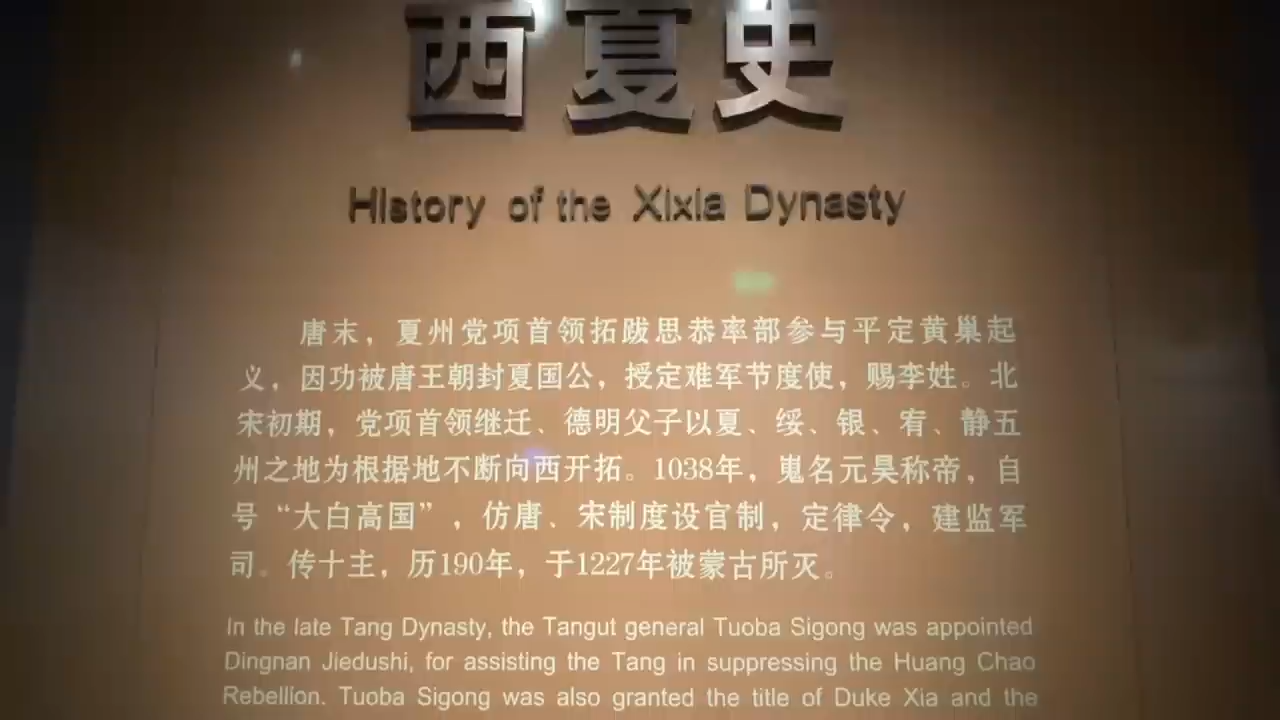 西夏史
History of the Xixia Dynasty
唐末，夏州党项首领拓跋思恭率部参与平定黄巢起
义，因功被唐王朝封夏国公，授定难军节度使，赐李姓。北
宋初期，党项首领继迁、德明父子以夏、绥、银、宥、静五
州之地为根据地不断向西开拓。1038年，嵬名元昊称帝，自
号“大白高国”，仿唐、宋制度设官制，定律令，建监军
司。传十主，历190年，于1227年被蒙古所灭。
In the late Tang Dynasty, the Tangut general Tuoba Sigong was appointed
Dingnan Jiedushi, for assisting the Tang in suppressing the Huang Chao
Rebellion. Tuoba Sigong was also granted the title of Duke Xia and the